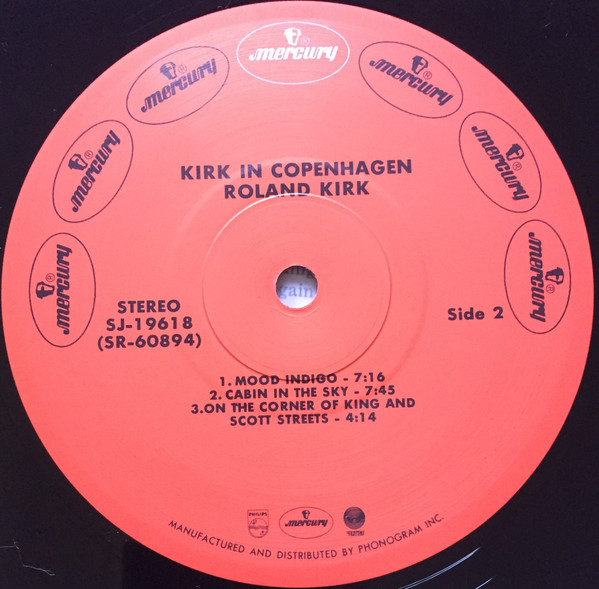 mercury
mercury
mercury
mercury
mercury
mercury
mercury
KIRK IN COPENHAGEN
ROLAND KIRK
gain
STEREO
SJ-19618
(SR-60894)
Side 2
1. MOOD INDIGO - 7:16
2. CABIN IN THE SKY - 7:45
3.ON THE CORNER OF KING AND
SCOTT STREETS - 4:14
PHILIPS
mercury
MANUFACTURED AND DISTRIBUTED BY PHONOGRAM INC.